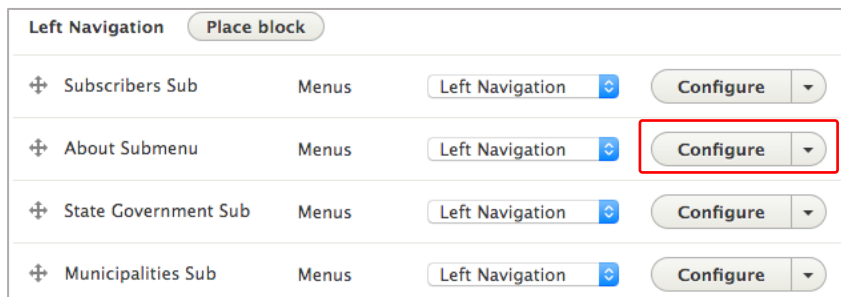 Left Navigation Place block
Subscribers Sub Menus Left Navigation Configure
About Submenu Menus Left Navigation Configure
State Government Sub Menus Left Navigation Configure
Municipalities Sub Menus Left Navigation Configure